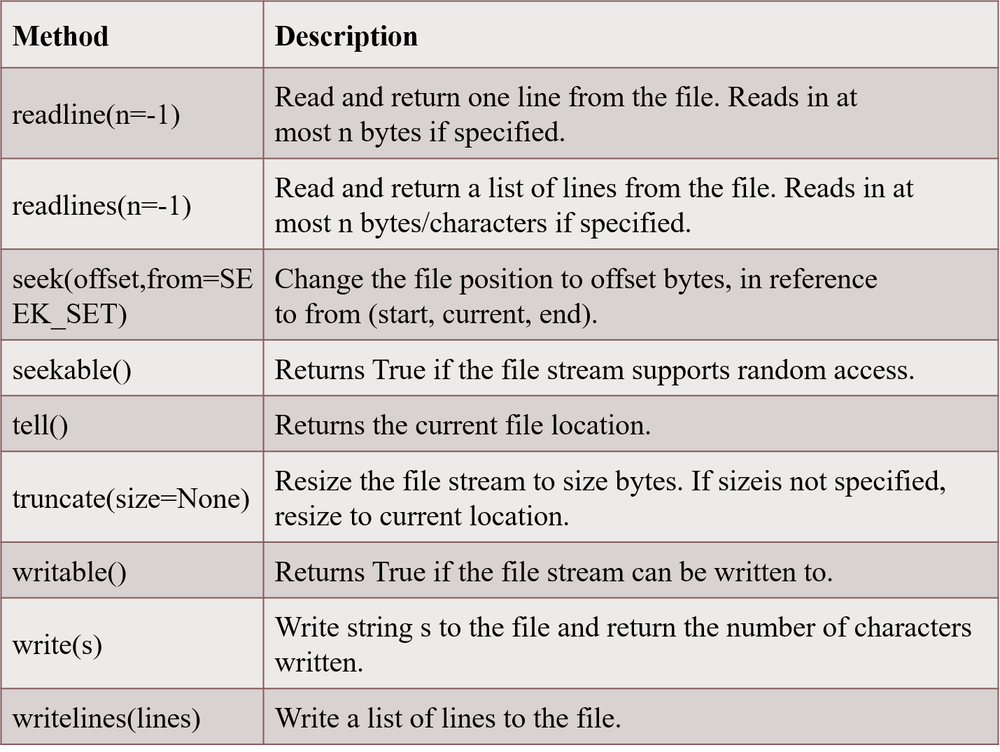 Method
Description
readline(n=-1)
Read and return one line from the file. Reads in at
most n bytes if specified.
readlines(n=-1)
Read and return a list of lines from the file. Reads in at
most n bytes/characters if specified.
seek(offset,from=SE
EK_SET)
Change the file position to offset bytes, in reference
to from (start, current, end).
seekable()
Returns True if the file stream supports random access.
tell()
Returns the current file location.
truncate(size=None)
Resize the file stream to size bytes. If sizeis not specified,
resize to current location.
writable()
Returns True if the file stream can be written to.
write(s)
Write string s to the file and return the number of characters
written.
writelines(lines)
Write a list of lines to the file.